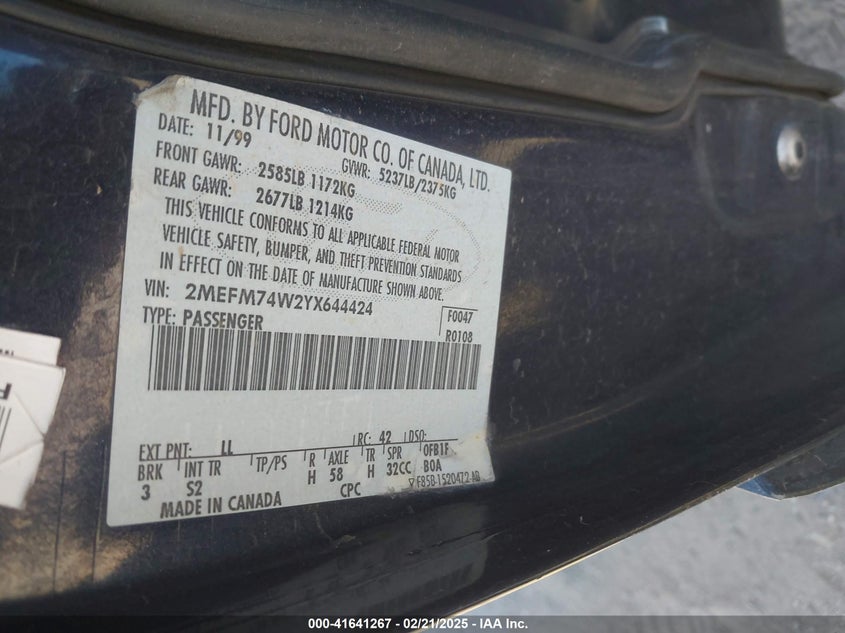 MFD. BY FORD MOTOR CO. OF CANADA, LTD.
DATE: 11/99
GVWR: 5237LB/2375KG
FRONT GAWR: 2585LB 1172KG
REAR GAWR: 2677LB 1214KG
THIS VEHICLE CONFORMS TO ALL APPLICABLE FEDERAL MOTOR
VEHICLE SAFETY, BUMPER, AND THEFT PREVENTION STANDARDS
IN EFFECT ON THE DATE OF MANUFACTURE SHOWN ABOVE.
VIN: 2MEFM74W2YX644424
TYPE: PASSENGER
F0047
R0108
EXT PNT: LL RC: 42 DSO:
BRK INT TR TP/PS R AXLE TR SPR 0FB1F
3 S2 H 58 H 32CC B0A
MADE IN CANADA CPC F85B-1520472-AB
000-41641267 - 02/21/2025 - IAA Inc.